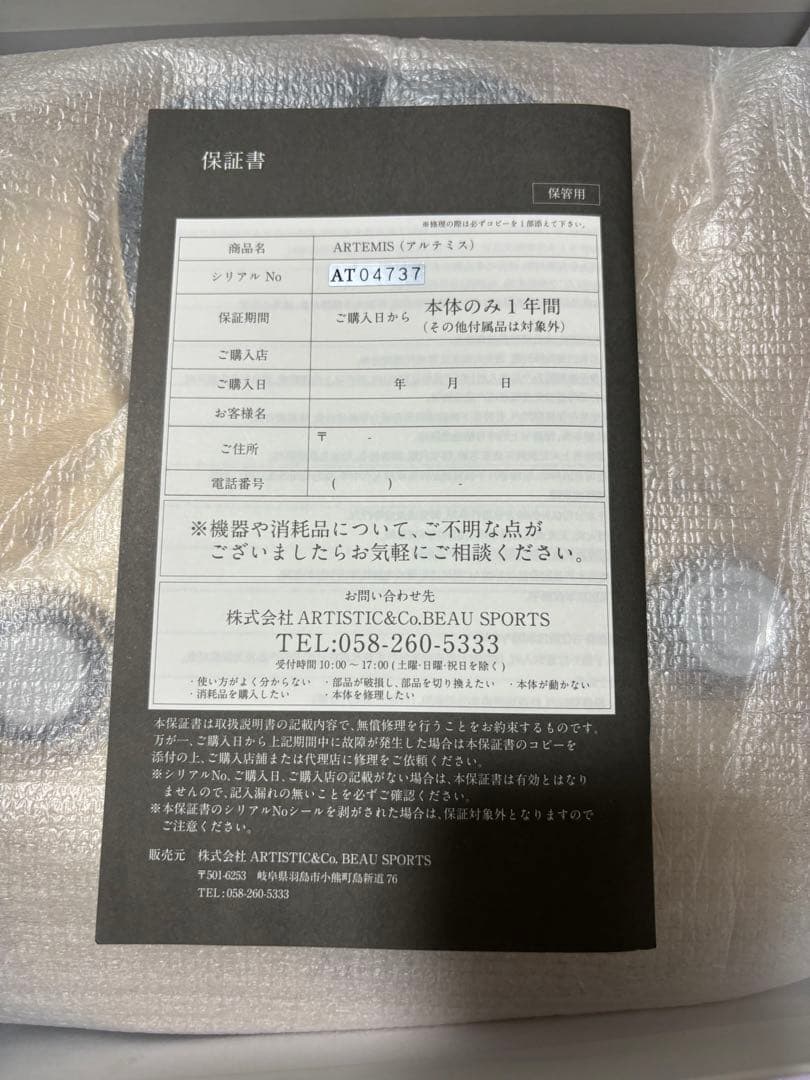 保証書
保管用
※修理の際は必ずコピーを1部添えて下さい。
商品名 ARTEMIS（アルテミス）
シリアル No AT04737
保証期間 ご購入日から 本体のみ1年間
（その他付属品は対象外）
ご購入店
ご購入日 年 月 日
お客様名
ご住所 〒 -
電話番号 ( ) -
※機器や消耗品について、ご不明な点が
ございましたらお気軽にご相談ください。
お問い合わせ先
株式会社 ARTISTIC&Co.BEAU SPORTS
TEL:058-260-5333
受付時間 10:00～17:00（土曜・日曜・祝日を除く）
・使い方がよく分からない ・部品が破損し、部品を切り換えたい ・本体が動かない
・消耗品を購入したい ・本体を修理したい
本保証書は取扱説明書の記載内容で、無償修理を行うことをお約束するものです。
万が一、ご購入日から上記期間中に故障が発生した場合は本保証書のコピーを
添付の上、ご購入店舗または代理店に修理をご依頼ください。
※シリアルNo、ご購入日、ご購入店の記載がない場合は、本保証書は有効とはなり
ませんので、記入漏れの無いことを必ずご確認ください。
※本保証書のシリアルNoシールを剥がされた場合は、保証対象外となりますので
ご注意ください。
販売元 株式会社 ARTISTIC&Co. BEAU SPORTS
〒501-6253 岐阜県羽島市小熊町島新道 76
TEL:058-260-5333